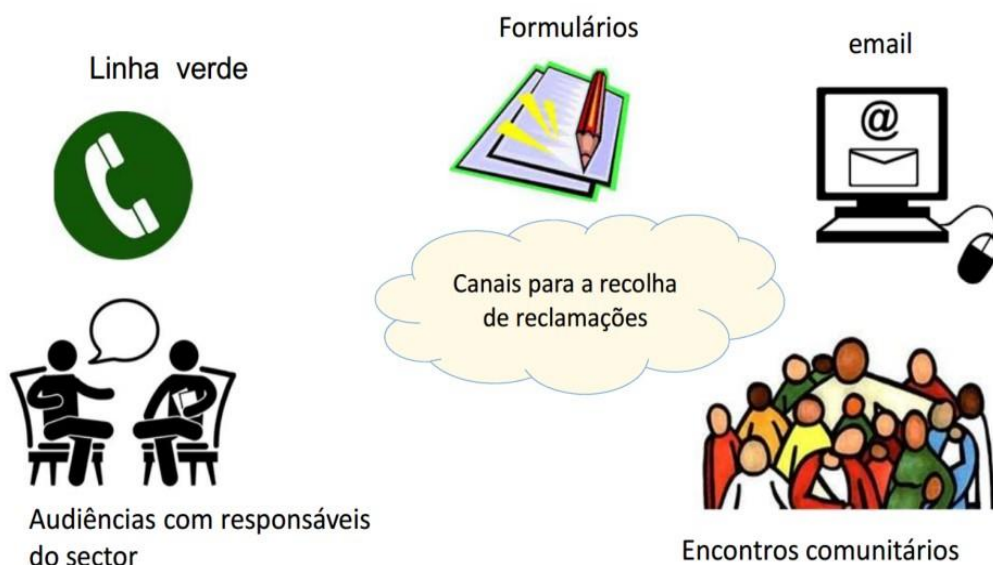 Formulários
email
Linha verde
@
Canais para a recolha
de reclamações
Audiências com responsáveis
do sector
Encontros comunitários